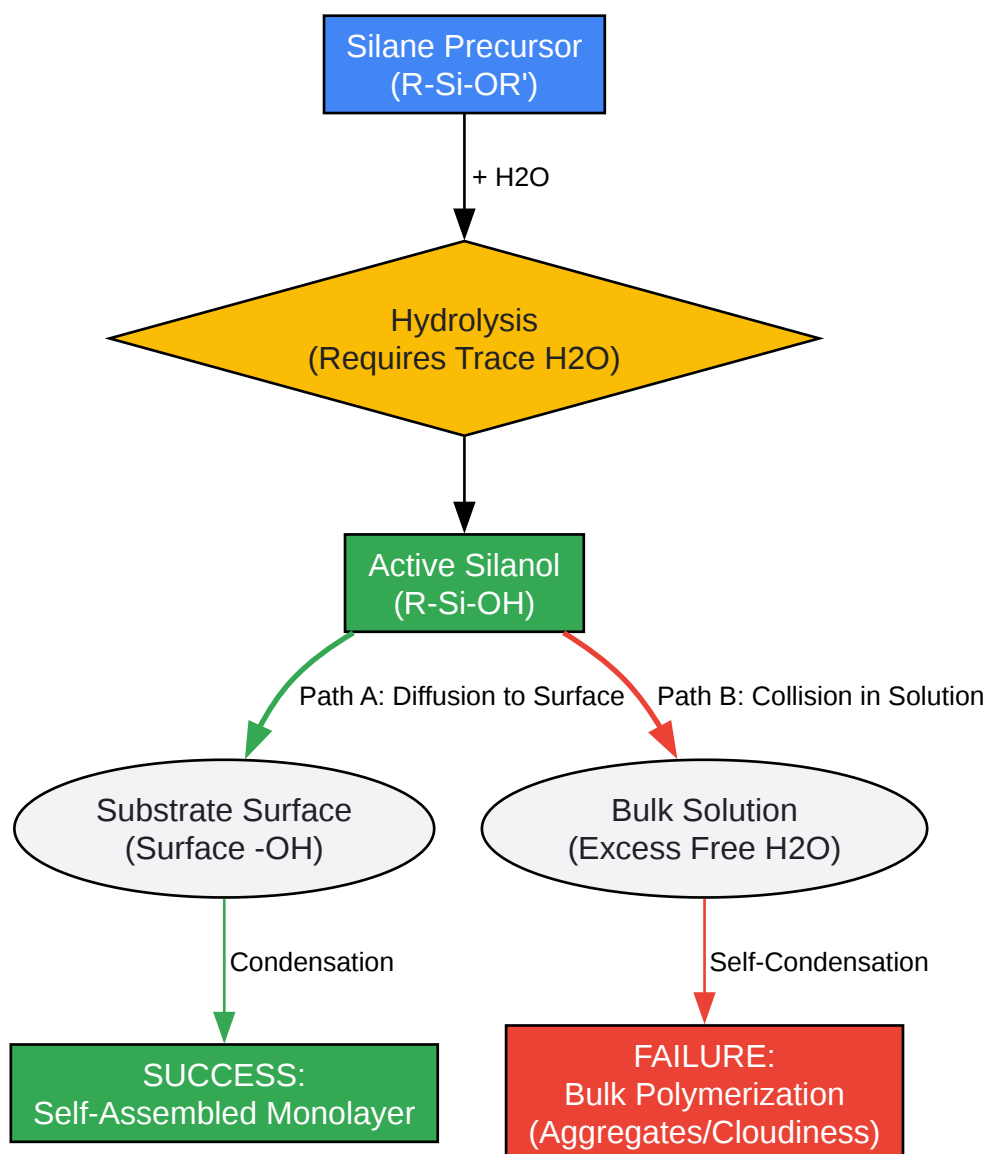 Silane Precursor
(R-Si-OR')
+ H2O
Hydrolysis
(Requires Trace H2O)
Active Silanol
(R-Si-OH)
Path A: Diffusion to Surface
Path B: Collision in Solution
Substrate Surface
(Surface -OH)
Bulk Solution
(Excess Free H2O)
Condensation
Self-Condensation
SUCCESS:
Self-Assembled Monolayer
FAILURE:
Bulk Polymerization
(Aggregates/Cloudiness)